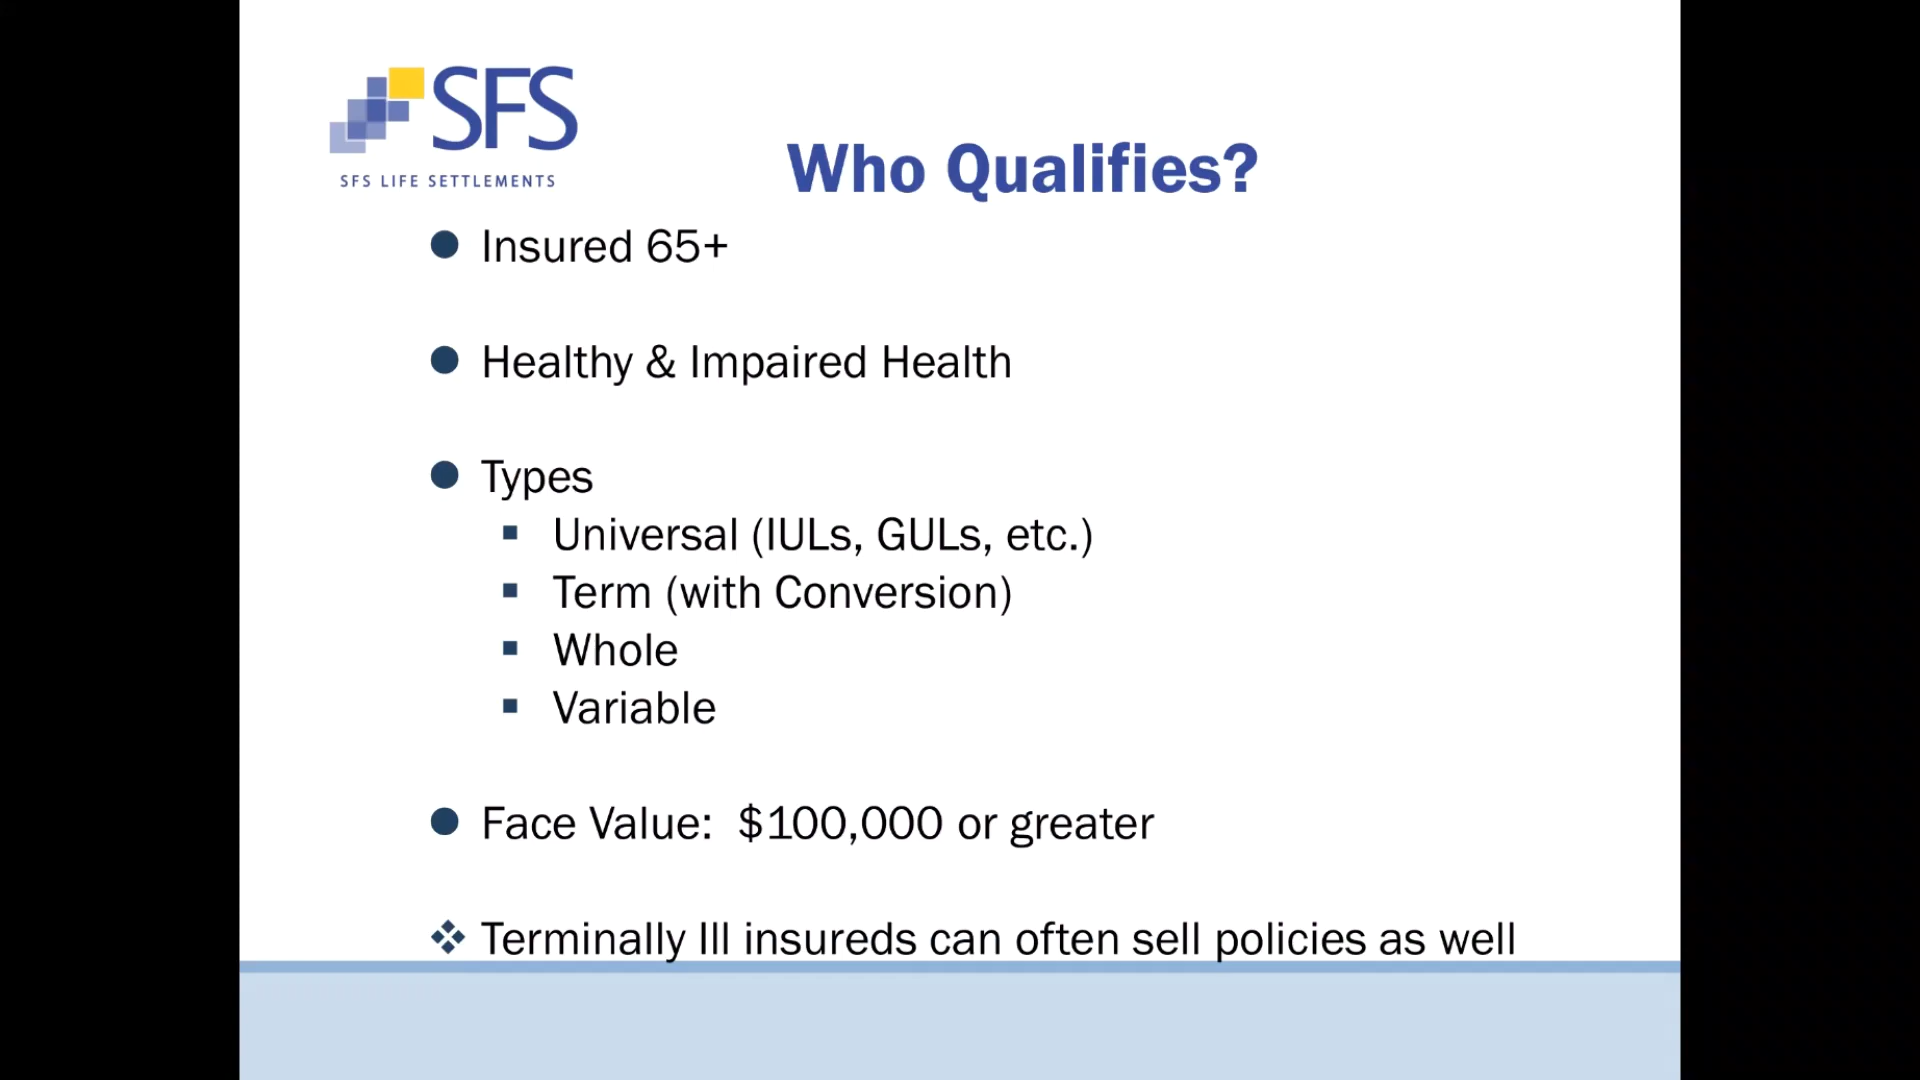 SFS
SFS LIFE SETTLEMENTS
Who Qualifies?
Insured 65+
Healthy & Impaired Health
Types
Universal (IULs, GULs, etc.)
Term (with Conversion)
Whole
Variable
Face Value:  $100,000 or greater
Terminally Ill insureds can often sell policies as well